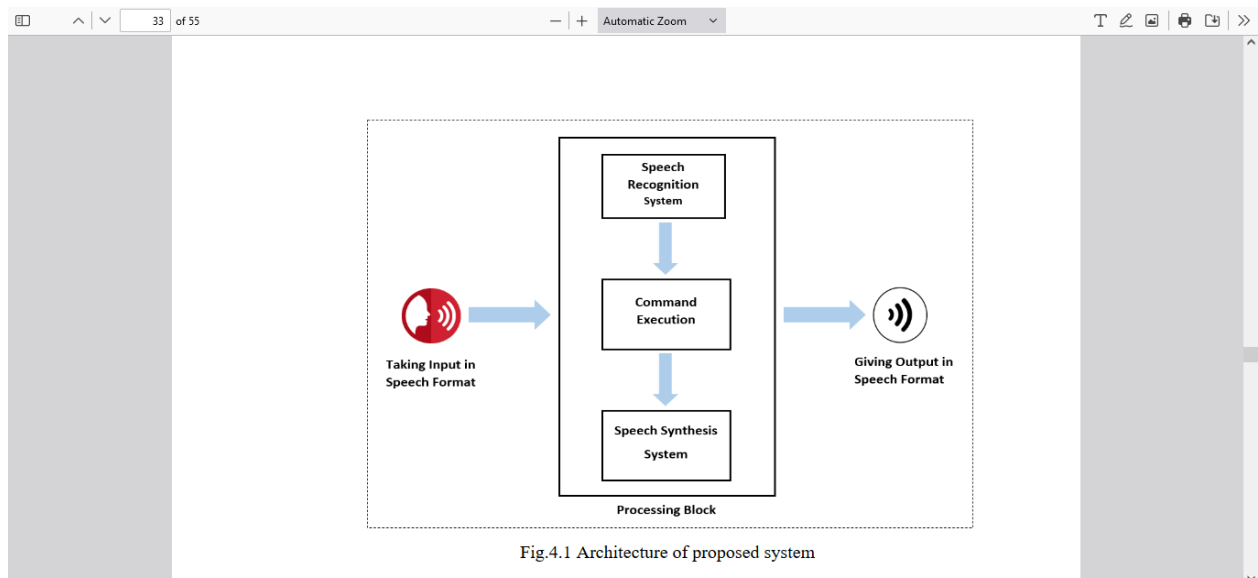 33 of 55
Automatic Zoom
Speech
Recognition
System
Command
Execution
Taking Input in
Speech Format
Giving Output in
Speech Format
Speech Synthesis
System
Processing Block
Fig.4.1 Architecture of proposed system